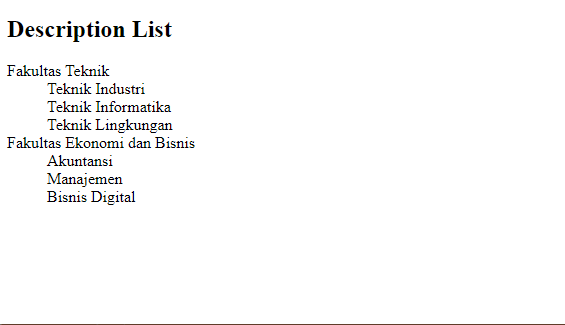 Description List
Fakultas Teknik
Teknik Industri
Teknik Informatika
Teknik Lingkungan
Fakultas Ekonomi dan Bisnis
Akuntansi
Manajemen
Bisnis Digital